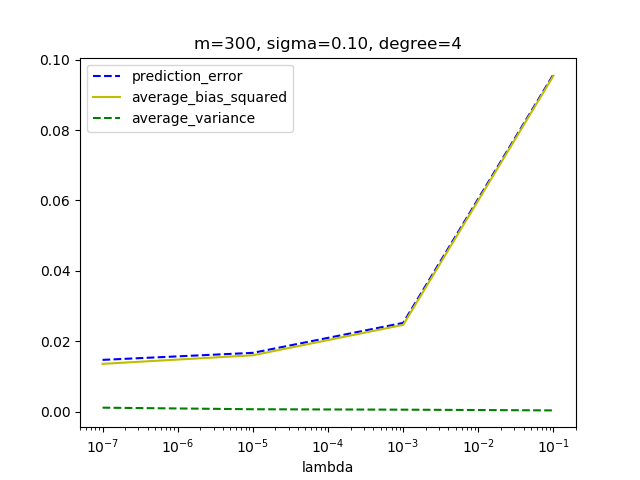 m=300, sigma=0.10, degree=4
prediction_error
average_bias_squared
average_variance
0.10
0.08
0.06
0.04
0.02
0.00
10⁻⁷ 10⁻⁶ 10⁻⁵ 10⁻⁴ 10⁻³ 10⁻² 10⁻¹
lambda